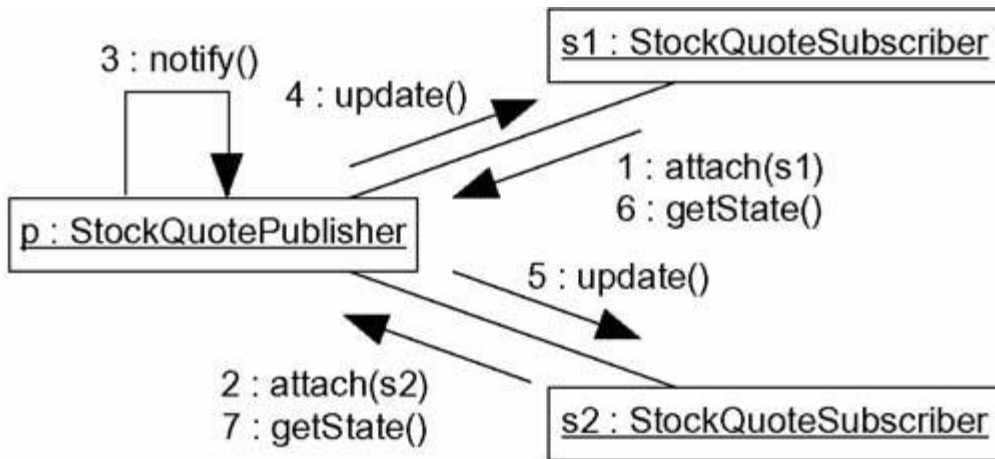 s1 : StockQuoteSubscriber
3 : notify()
4 : update()
1 : attach(s1)
6 : getState()
p : StockQuotePublisher
5 : update()
2 : attach(s2)
7 : getState()
s2 : StockQuoteSubscriber